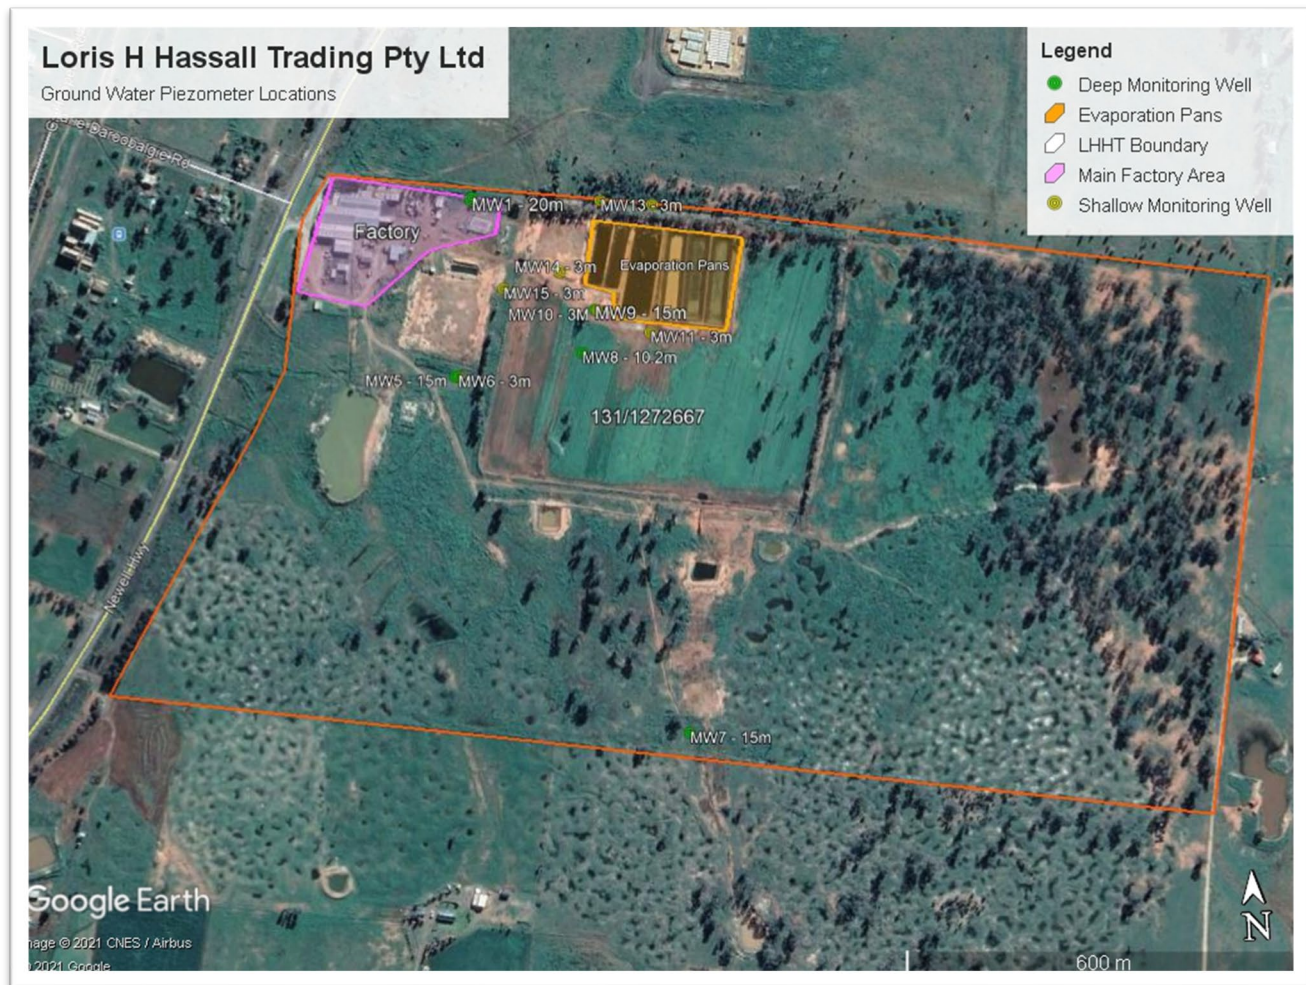 Loris H Hassall Trading Pty Ltd
Ground Water Piezometer Locations
Legend
Deep Monitoring Well
Evaporation Pans
LHHT Boundary
Main Factory Area
Shallow Monitoring Well
Daroobalgie Rd
MW1 - 20m
MW13 - 3m
Factory
MW14 - 3m
Evaporation Pans
MW15 - 3m
MW10 - 3M
MW9 - 15m
MW11 - 3m
MW8 - 10.2m
MW5 - 15m
MW6 - 3m
131/1272667
Newell Hwy
MW7 - 15m
Google Earth
© 2021 CNES / Airbus
2021 Google
N
600 m